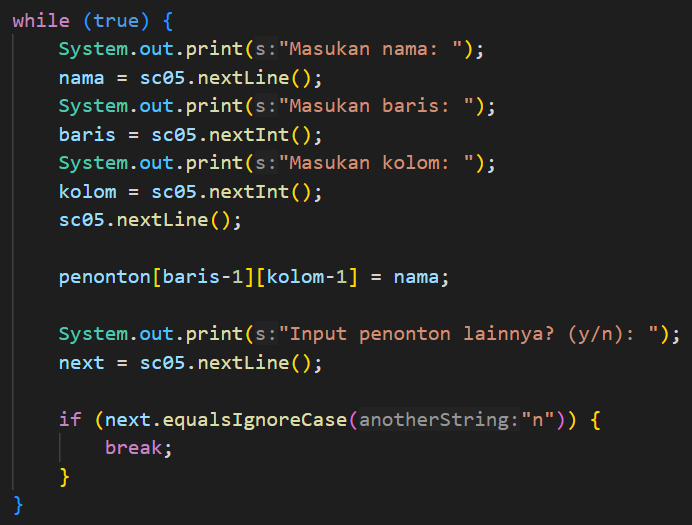 while (true) {
System.out.print(s:"Masukan nama: ");
nama = sc05.nextLine();
System.out.print(s:"Masukan baris: ");
baris = sc05.nextInt();
System.out.print(s:"Masukan kolom: ");
kolom = sc05.nextInt();
sc05.nextLine();
penonton[baris-1][kolom-1] = nama;
System.out.print(s:"Input penonton lainnya? (y/n): ");
next = sc05.nextLine();
if (next.equalsIgnoreCase(anotherString:"n")) {
break;
}
}